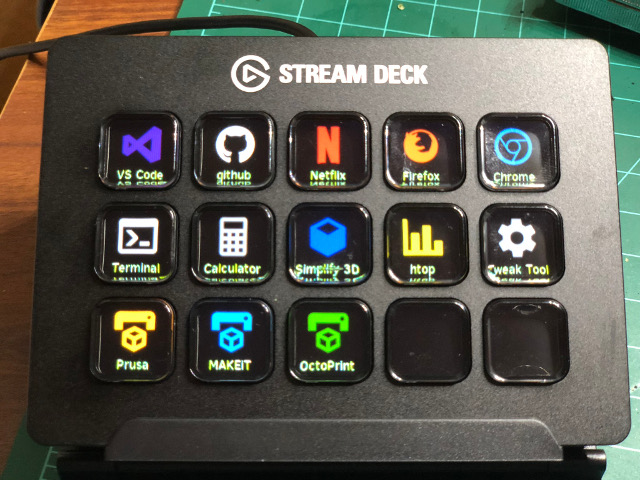 STREAM DECK
VS Code
github
Netflix
Firefox
Chrome
Terminal
Calculator
Simplify 3D
htop
Tweak Tool
Prusa
MAKEIT
OctoPrint